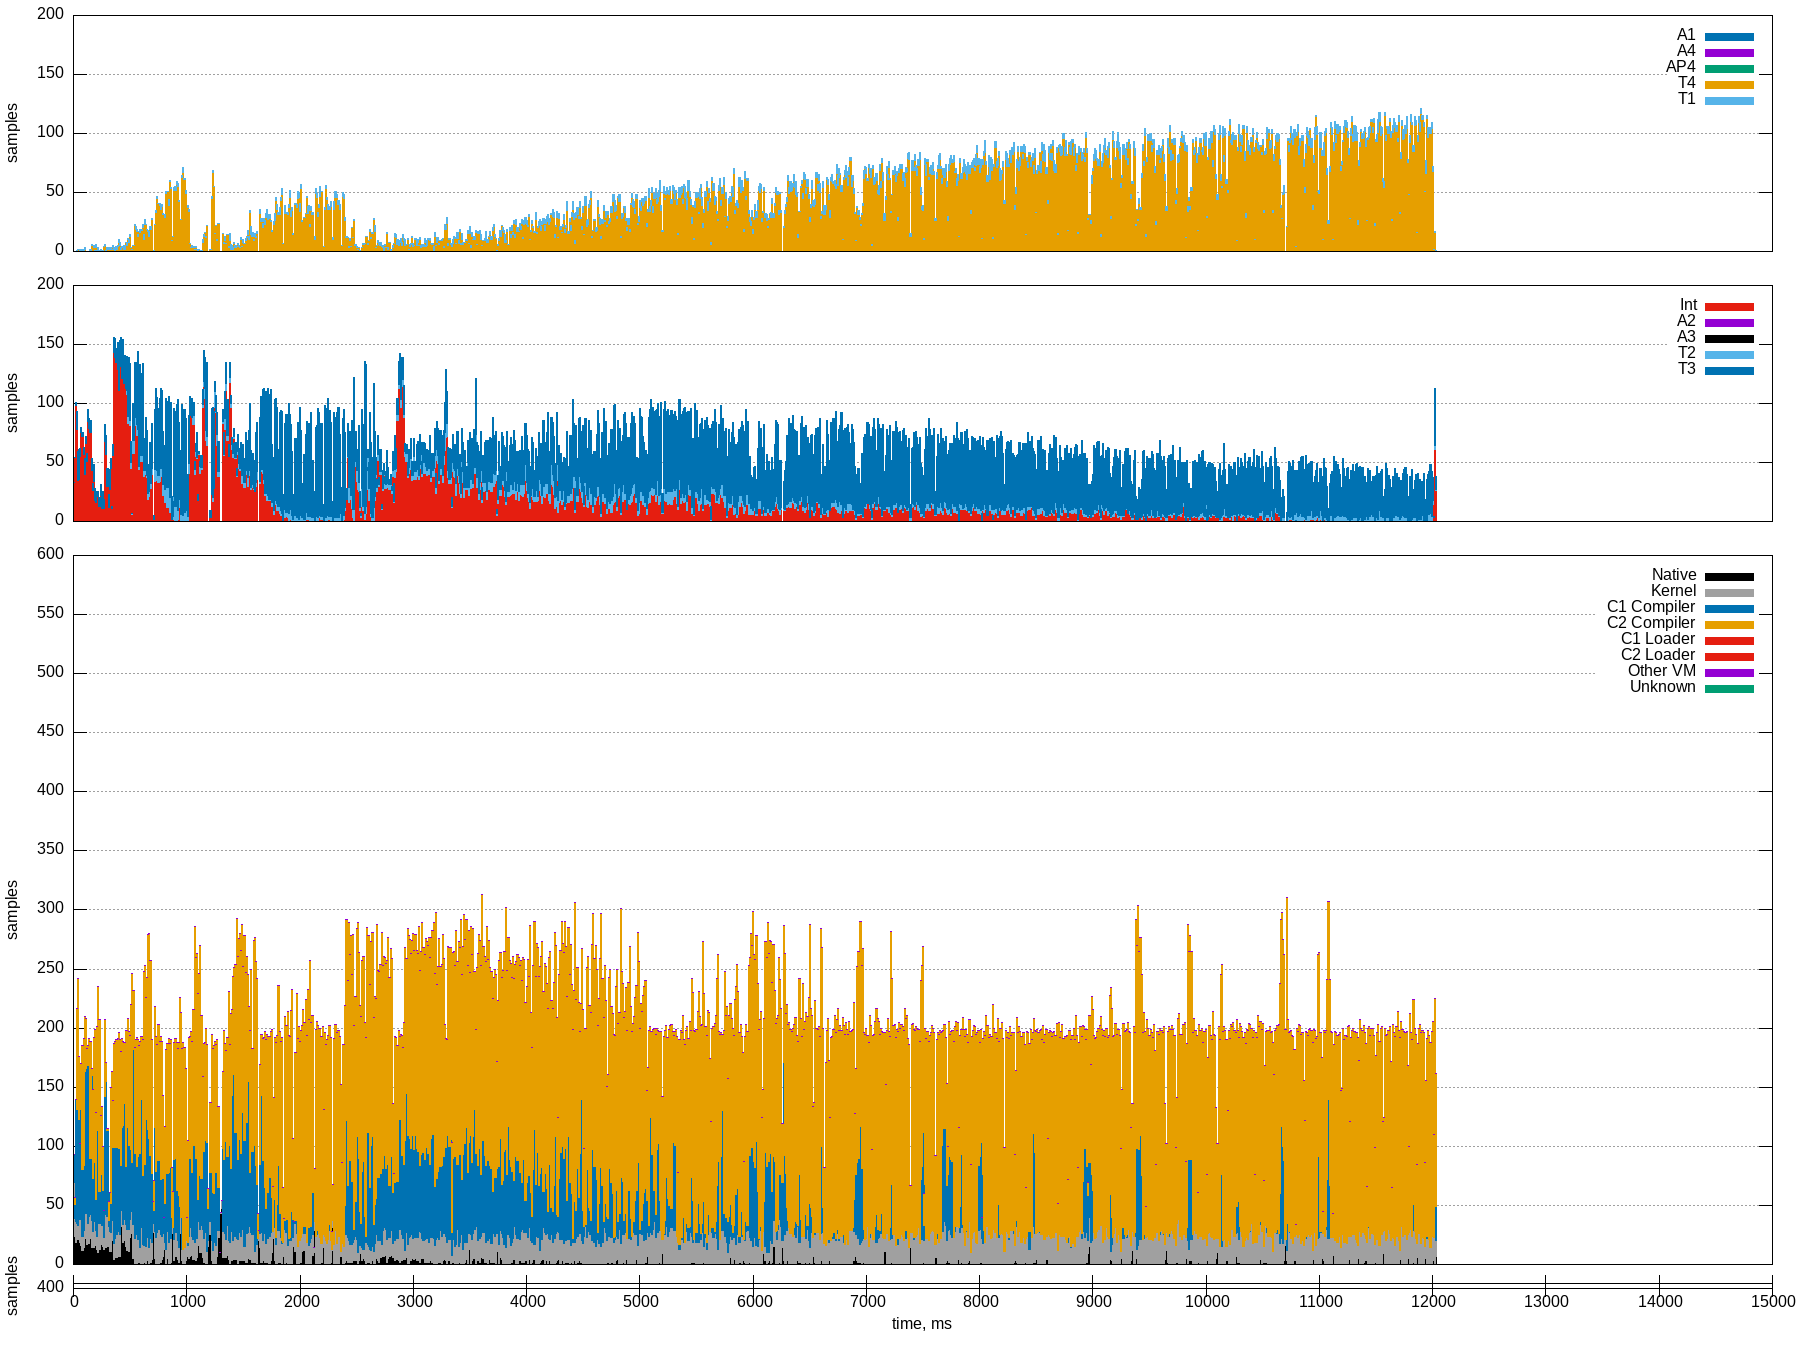 200
150
100
50
0
samples
A1
A4
AP4
T4
T1
200
150
100
50
0
samples
Int
A2
A3
T2
T3
600
550
500
450
400
350
300
250
200
150
100
50
0
samples
Native
Kernel
C1 Compiler
C2 Compiler
C1 Loader
C2 Loader
Other VM
Unknown
400
samples
0 1000 2000 3000 4000 5000 6000 7000 8000 9000 10000 11000 12000 13000 14000 15000
time, ms